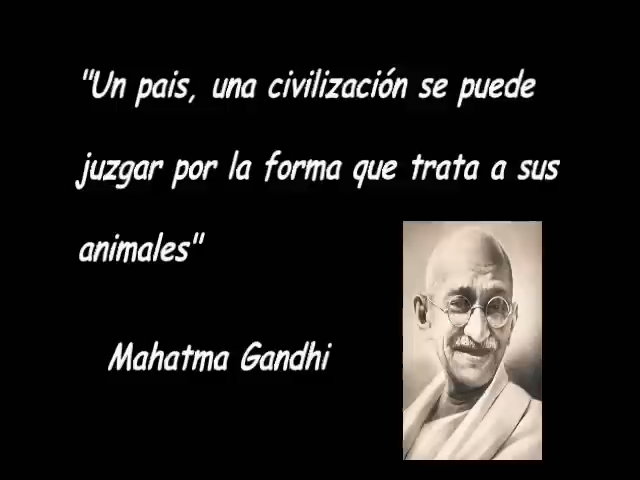 "Un pais, una civilización se puede
juzgar por la forma que trata a sus
animales"
Mahatma Gandhi